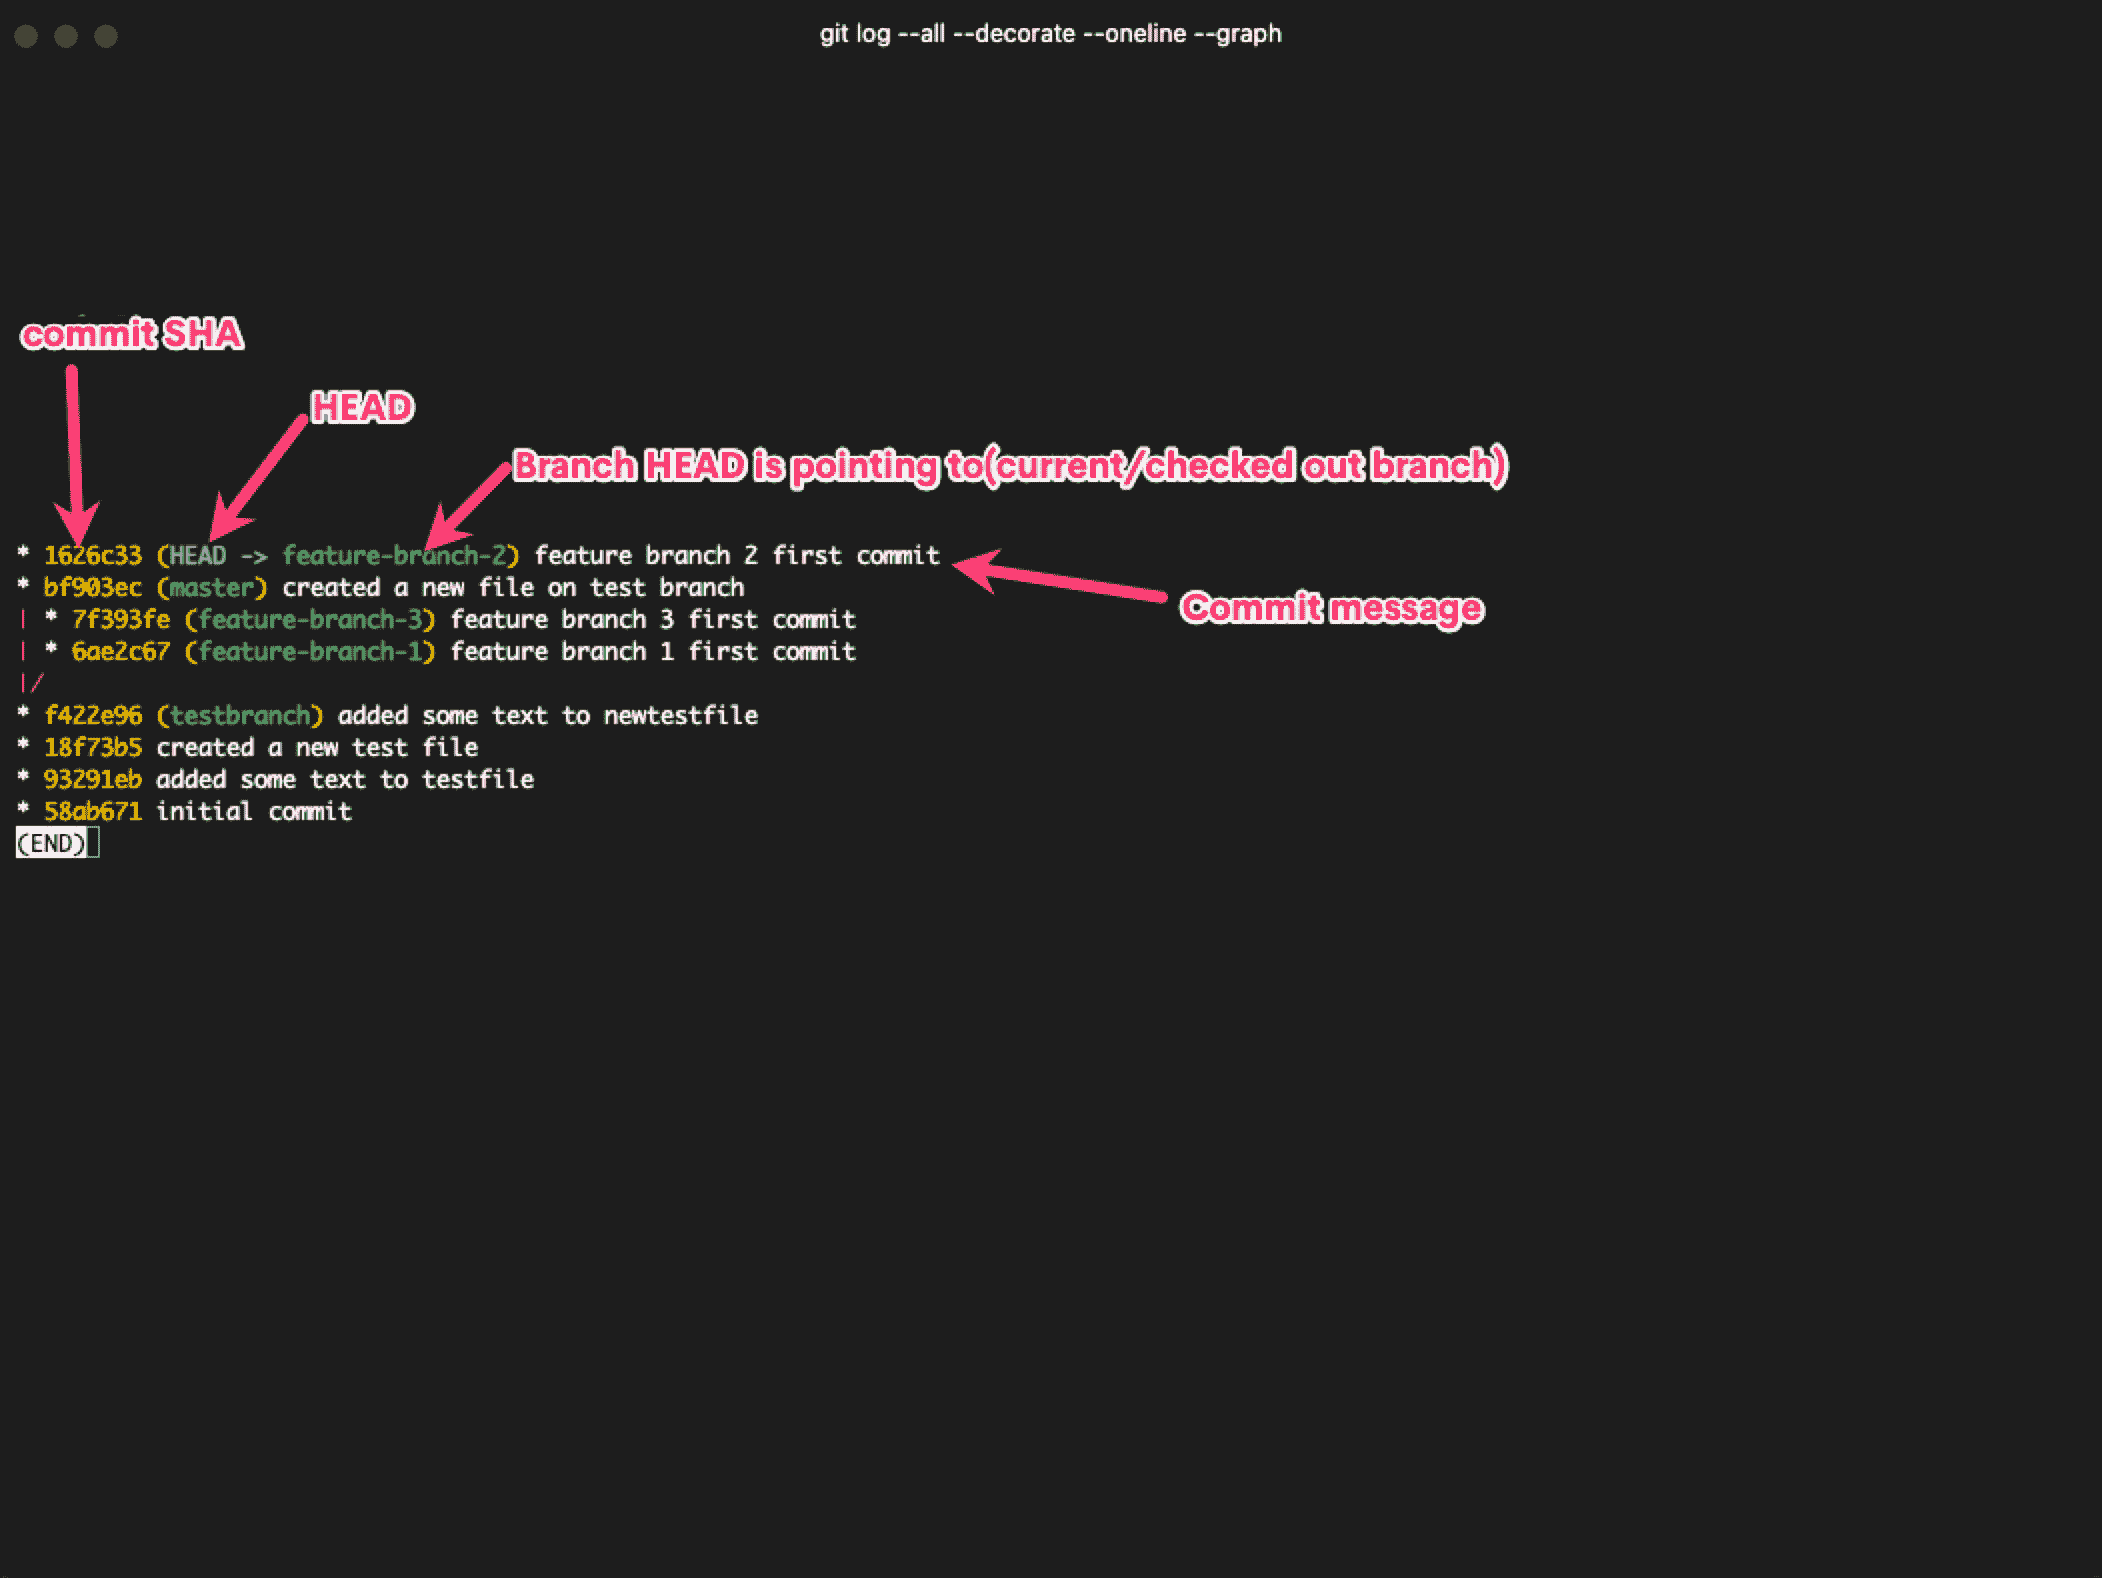 git log --all --decorate --oneline --graph
commit SHA
HEAD
Branch HEAD is pointing to(current/checked out branch)
* 1626c33 (HEAD -> feature-branch-2) feature branch 2 first commit
* bf903ec (master) created a new file on test branch
Commit message
| * 7f393fe (feature-branch-3) feature branch 3 first commit
| * 6ae2c67 (feature-branch-1) feature branch 1 first commit
|/
* f422e96 (testbranch) added some text to newtestfile
* 18f73b5 created a new test file
* 93291eb added some text to testfile
* 58ab671 initial commit
(END)